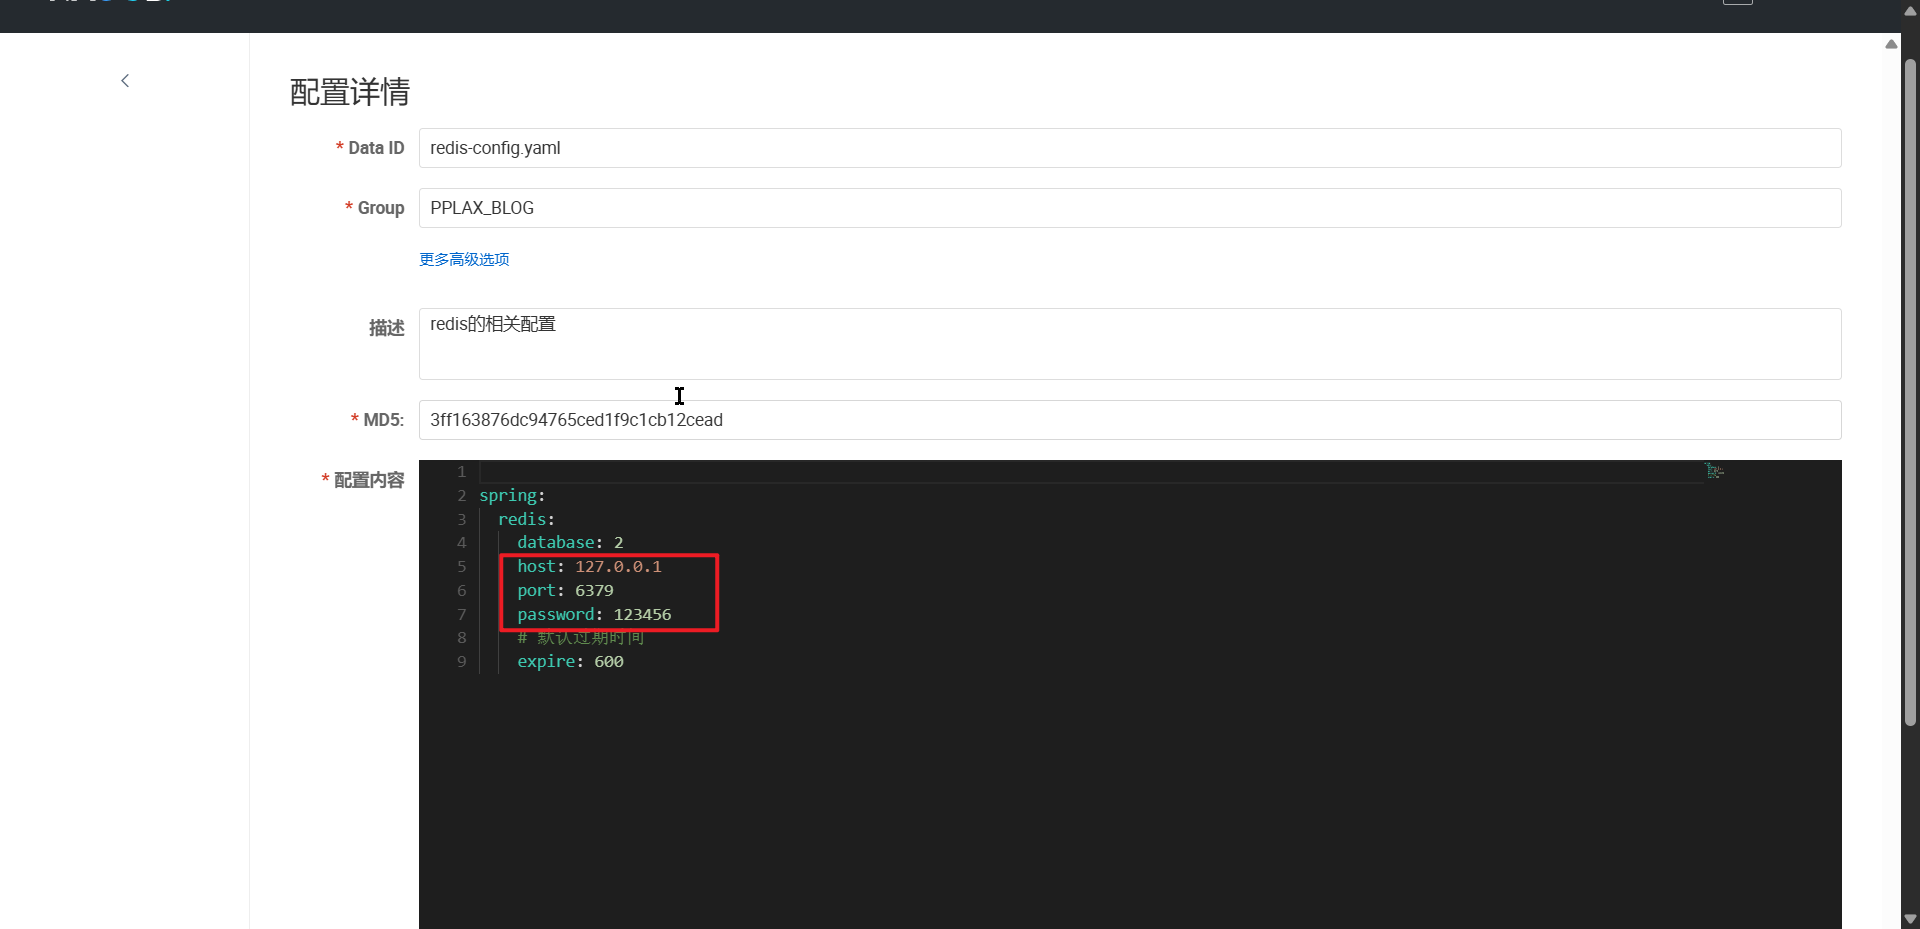 配置详情
* Data ID redis-config.yaml
* Group PPLAX_BLOG
更多高级选项
描述 redis的相关配置
* MD5: 3ff163876dc94765ced1f9c1cb12cead
* 配置内容
1
2 spring:
3 redis:
4 database: 2
5 host: 127.0.0.1
6 port: 6379
7 password: 123456
8 # 默认过期时间
9 expire: 600